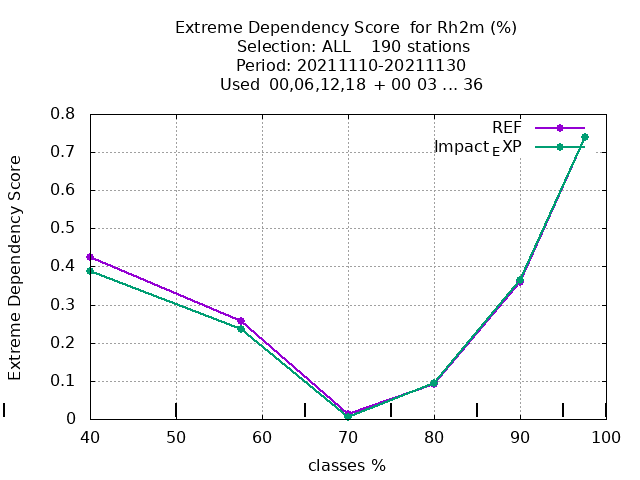 Extreme Dependency Score  for Rh2m (%)
Selection: ALL    190 stations
Period: 20211110-20211130
Used  00,06,12,18  + 00 03 ... 36
REF
Impact_EXP
Extreme Dependency Score
0.8
0.7
0.6
0.5
0.4
0.3
0.2
0.1
0
40 50 60 70 80 90 100
classes %